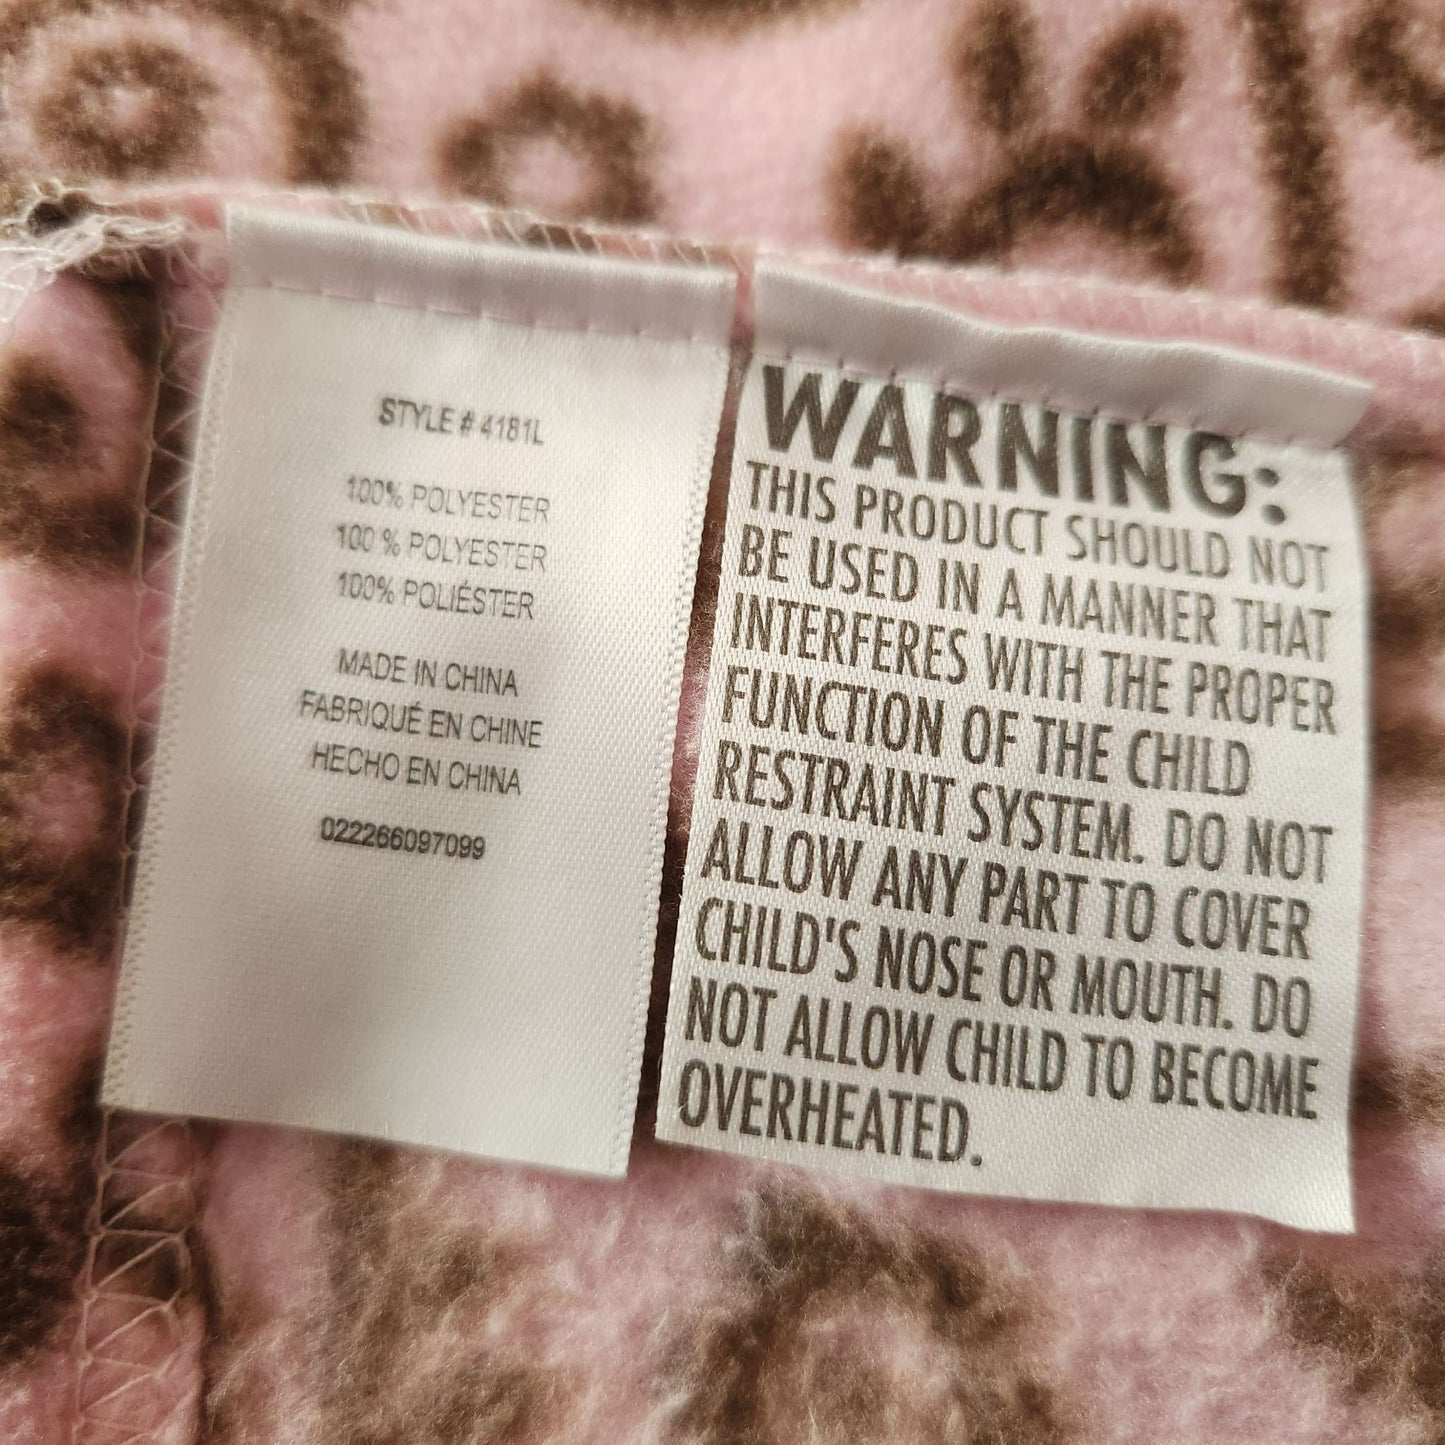 STYLE # 4181L
100% POLYESTER
100 % POLYESTER
100% POLIÉSTER
MADE IN CHINA
FABRIQUÉ EN CHINE
HECHO EN CHINA
022266097099
WARNING:
THIS PRODUCT SHOULD NOT
BE USED IN A MANNER THAT
INTERFERES WITH THE PROPER
FUNCTION OF THE CHILD
RESTRAINT SYSTEM. DO NOT
ALLOW ANY PART TO COVER
CHILD'S NOSE OR MOUTH. DO
NOT ALLOW CHILD TO BECOME
OVERHEATED.